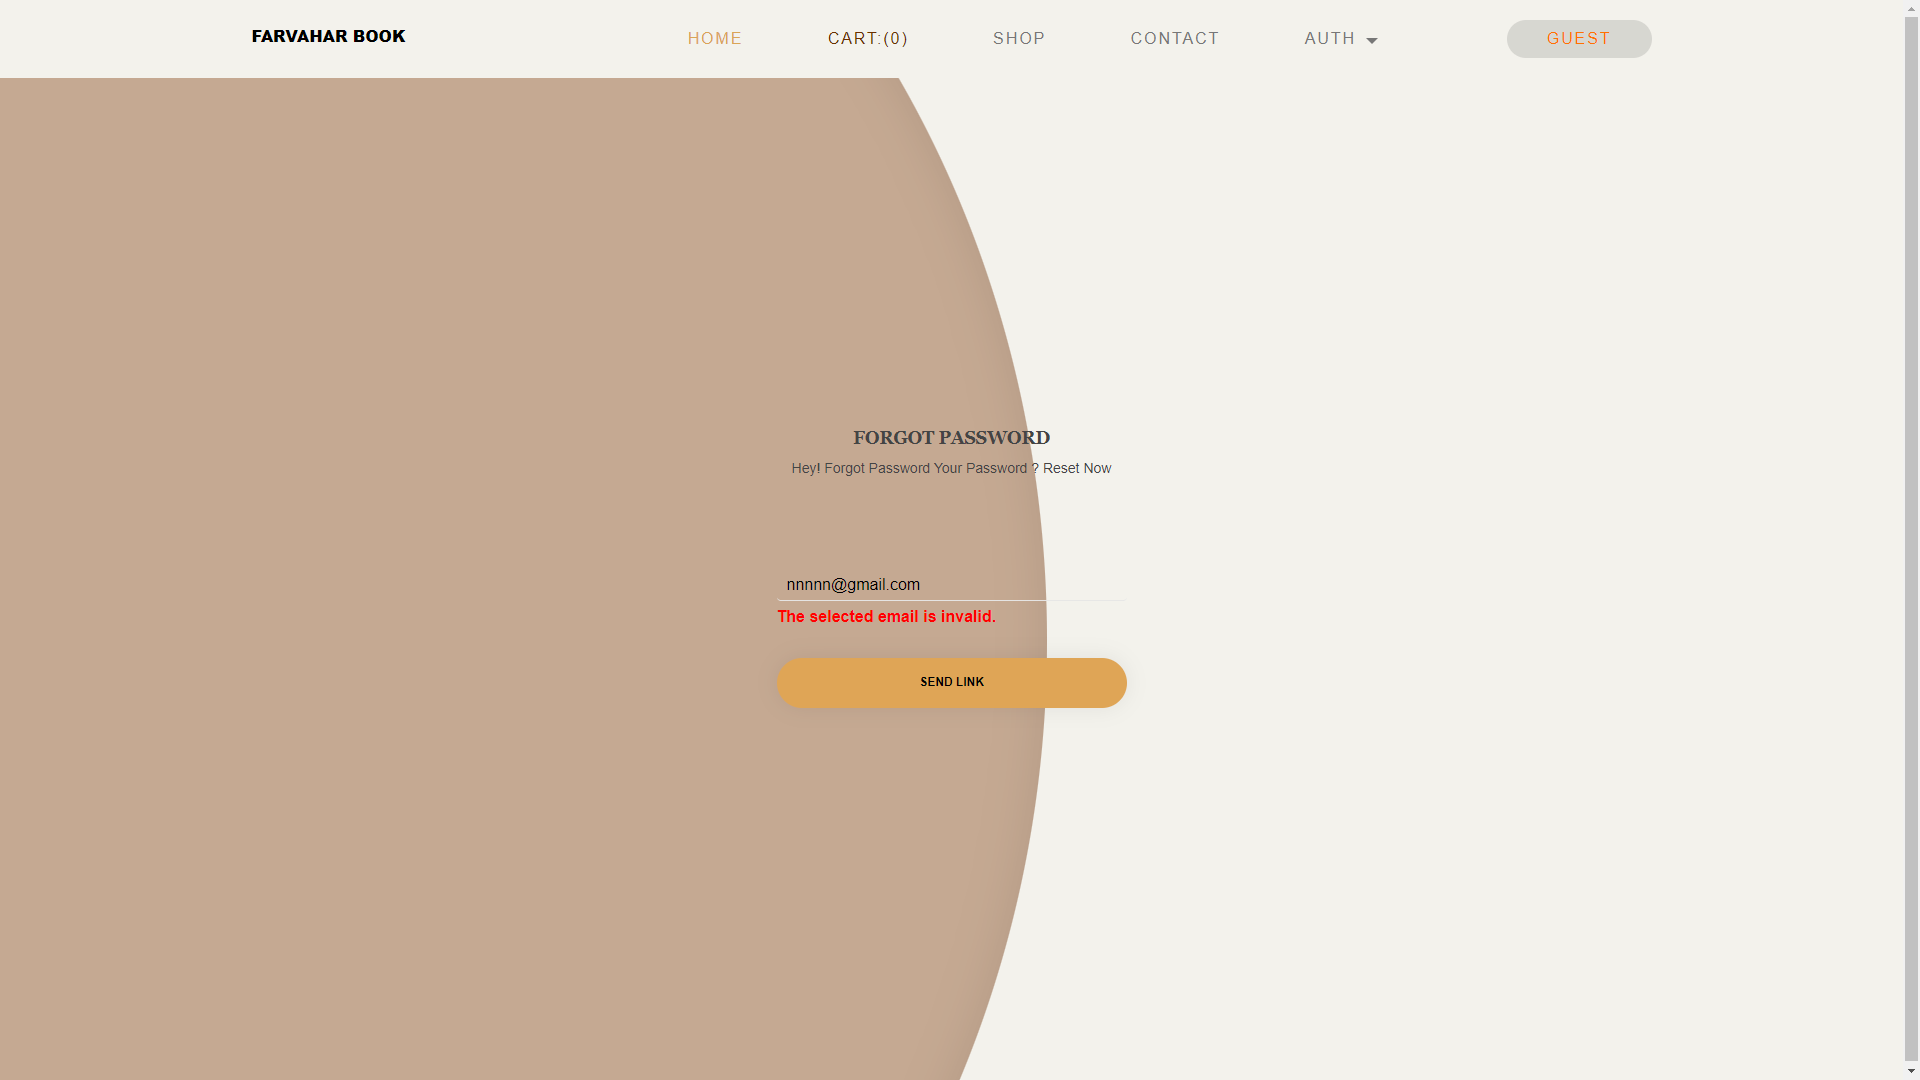 FARVAHAR BOOK
HOME
CART:(0)
SHOP
CONTACT
AUTH
GUEST
FORGOT PASSWORD
Hey! Forgot Password Your Password ? Reset Now
nnnnn@gmail.com
The selected email is invalid.
SEND LINK